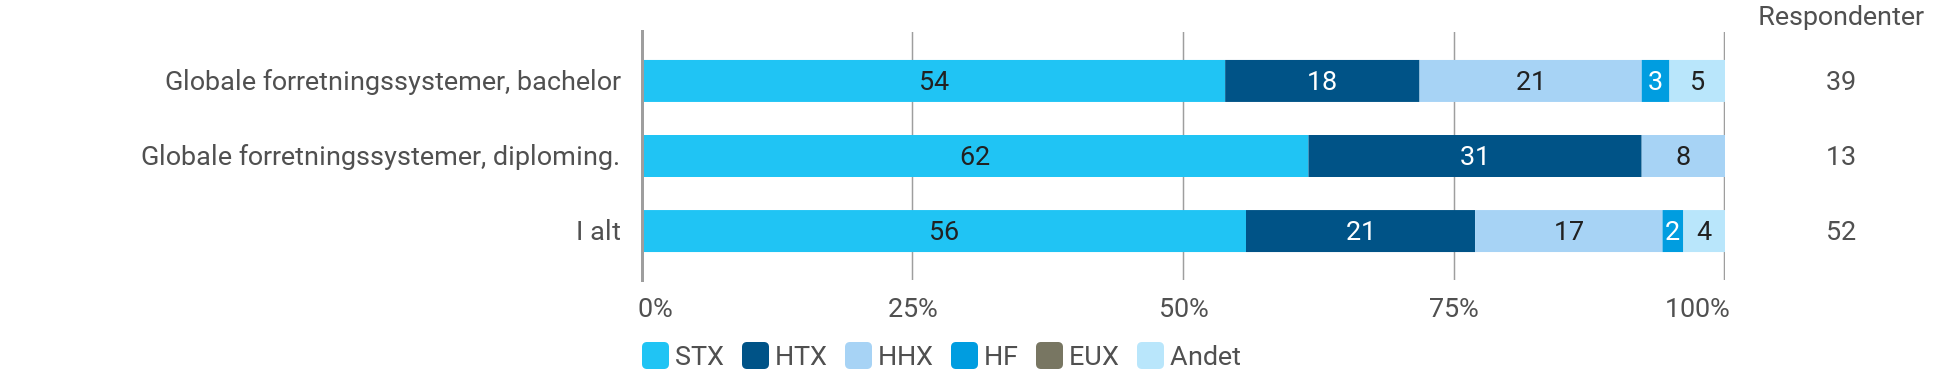 Respondenter
Globale forretningssystemer, bachelor 54 18 21 3 5 39
Globale forretningssystemer, diploming. 62 31 8 13
I alt 56 21 17 2 4 52
0% 25% 50% 75% 100%
STX HTX HHX HF EUX Andet